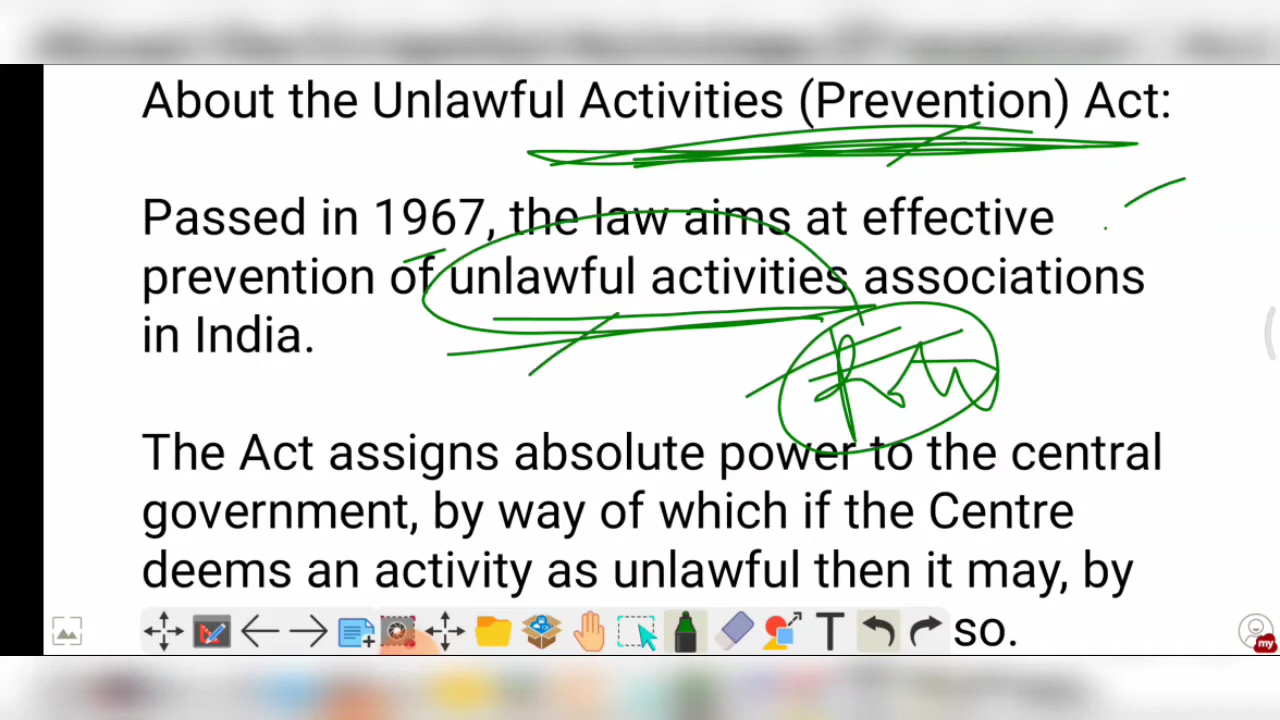 About the Unlawful Activities (Prevention) Act:
Passed in 1967, the law aims at effective
prevention of unlawful activities associations
in India.
The Act assigns absolute power to the central
government, by way of which if the Centre
deems an activity as unlawful then it may, by
so.
my